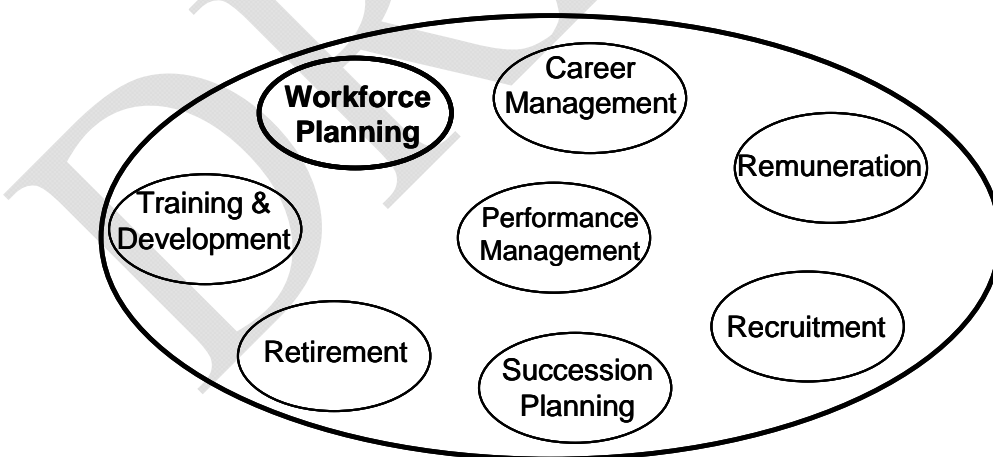 Career
Management
Workforce
Planning
Remuneration
Training &
Development
Performance
Management
Recruitment
Retirement
Succession
Planning